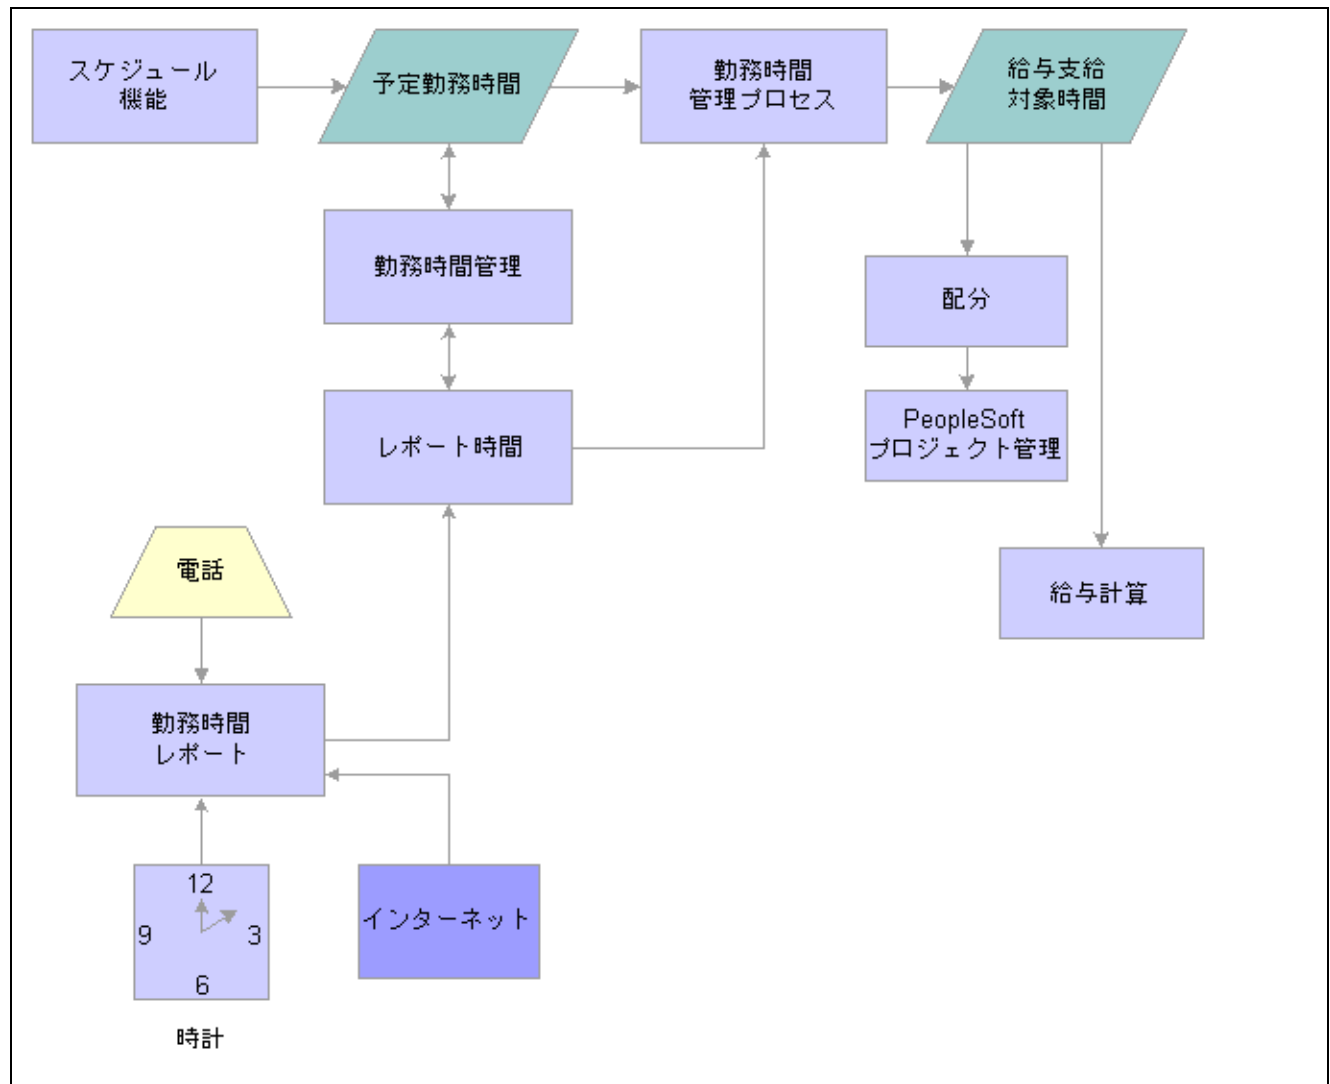 スケジュール
機能
予定勤務時間
勤務時間
管理プロセス
給与支給
対象時間
勤務時間管理
配分
レポート時間
PeopleSoft
プロジェクト管理
電話
給与計算
勤務時間
レポート
12
9
3
6
インターネット
時計